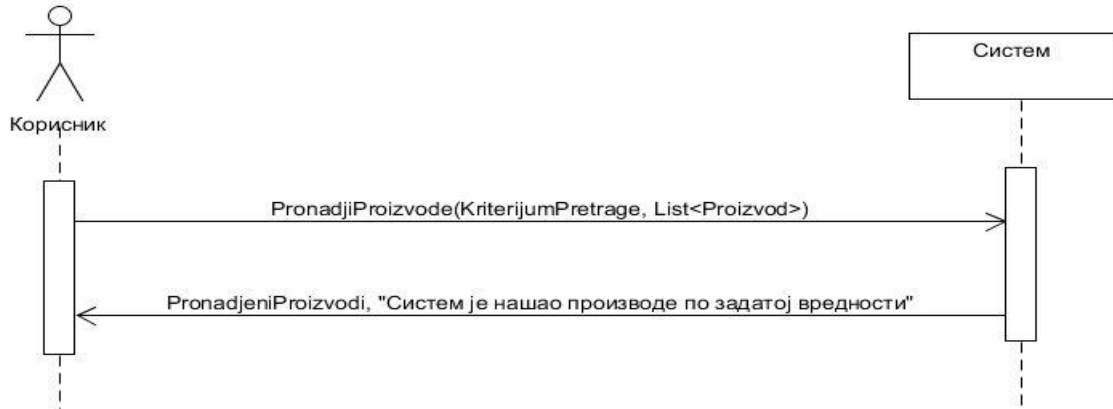 Систем
Корисник
PronadjiProizvode(KriterijumPretrage, List<Proizvod>)
PronadjeniProizvodi, "Систем је нашао производе по задатој вредности"